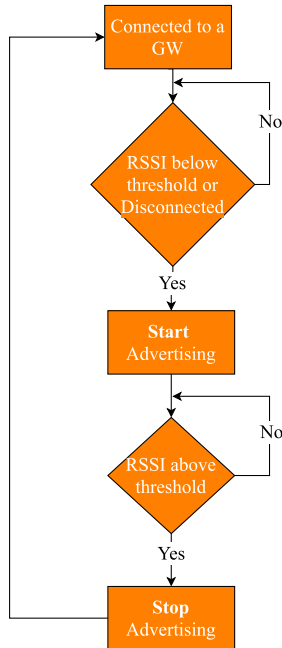 Connected to a
GW
No
RSSI below
threshold or
Disconnected
Yes
Start
Advertising
No
RSSI above
threshold
Yes
Stop
Advertising